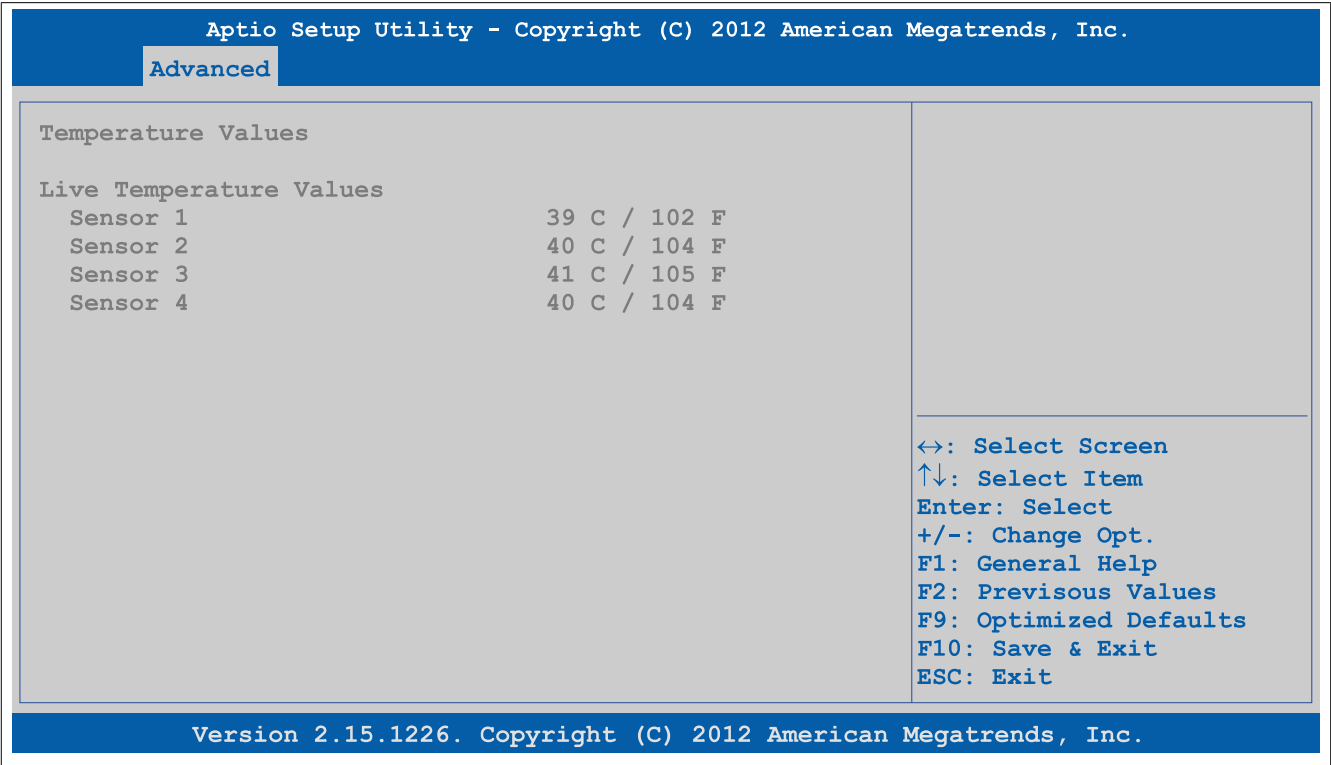 Aptio Setup Utility - Copyright (C) 2012 American Megatrends, Inc.
Advanced
Temperature Values
Live Temperature Values
Sensor 1 39 C / 102 F
Sensor 2 40 C / 104 F
Sensor 3 41 C / 105 F
Sensor 4 40 C / 104 F
↔: Select Screen
↑↓: Select Item
Enter: Select
+/-: Change Opt.
F1: General Help
F2: Previsous Values
F9: Optimized Defaults
F10: Save & Exit
ESC: Exit
Version 2.15.1226. Copyright (C) 2012 American Megatrends, Inc.